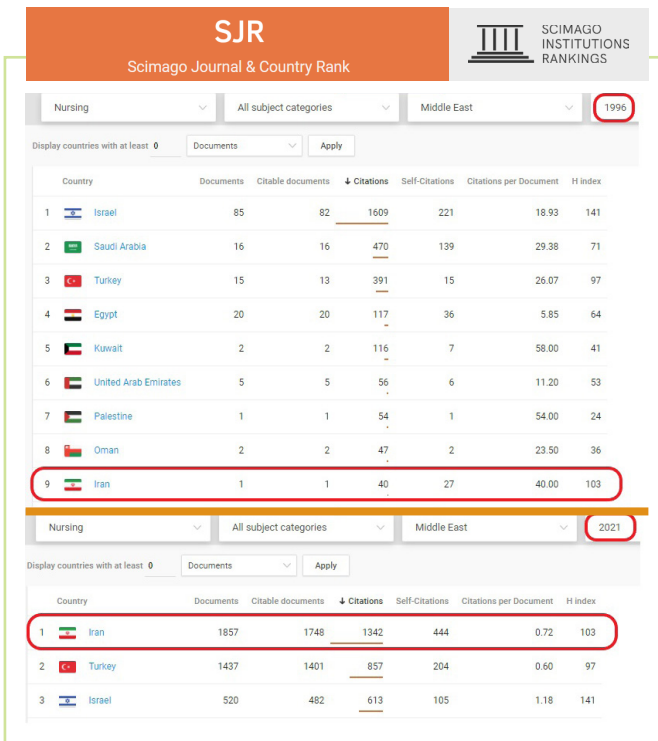 SJR
Scimago Journal & Country Rank
SCIMAGO
INSTITUTIONS
RANKINGS
Nursing All subject categories Middle East 1996
Display countries with at least 0 Documents Apply
Country Documents Citable documents ↓ Citations Self-Citations Citations per Document H index
1 Israel 85 82 1609 221 18.93 141
2 Saudi Arabia 16 16 470 139 29.38 71
3 Turkey 15 13 391 15 26.07 97
4 Egypt 20 20 117 36 5.85 64
5 Kuwait 2 2 116 7 58.00 41
6 United Arab Emirates 5 5 56 6 11.20 53
7 Palestine 1 1 54 1 54.00 24
8 Oman 2 2 47 2 23.50 36
9 Iran 1 1 40 27 40.00 103
Nursing All subject categories Middle East 2021
Display countries with at least 0 Documents Apply
Country Documents Citable documents ↓ Citations Self-Citations Citations per Document H index
1 Iran 1857 1748 1342 444 0.72 103
2 Turkey 1437 1401 857 204 0.60 97
3 Israel 520 482 613 105 1.18 141